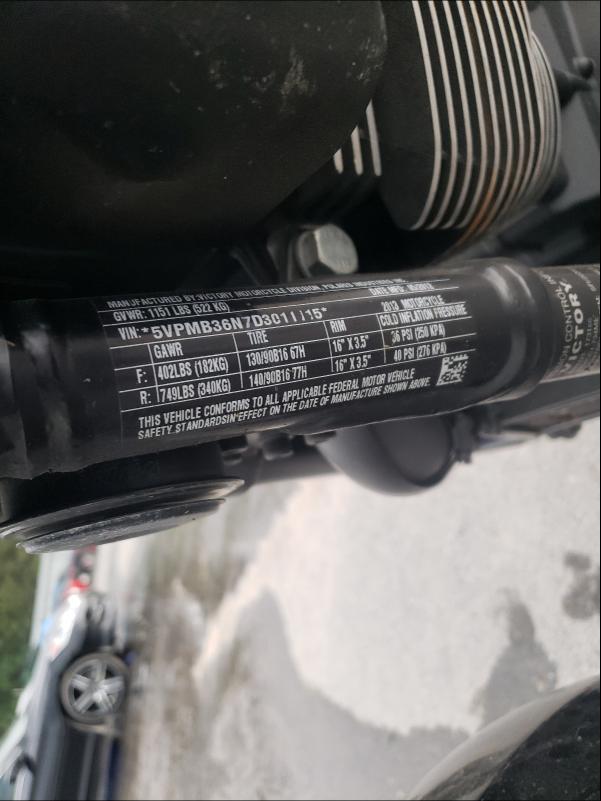 MANUFACTURED BY: VICTORY MOTORCYCLE DIVISION, POLARIS INDUSTRIES
GVWR: 1151 LBS (522 KG) DATE
VIN: *5VPMB36N7D3011115* 2013 MOTORCYCLE
GAWR TIRE RIM COLD INFLATION PRESSURE
F: 402LBS (182KG) 130/90B16 67H 16" X 3.5" 36 PSI (250 KPA)
R: 749LBS (340KG) 140/90B16 77H 16" X 3.5" 40 PSI (276 KPA)
THIS VEHICLE CONFORMS TO ALL APPLICABLE FEDERAL MOTOR VEHICLE
SAFETY STANDARDS IN EFFECT ON THE DATE OF MANUFACTURE SHOWN ABOVE.
CONTROL
VICTORY